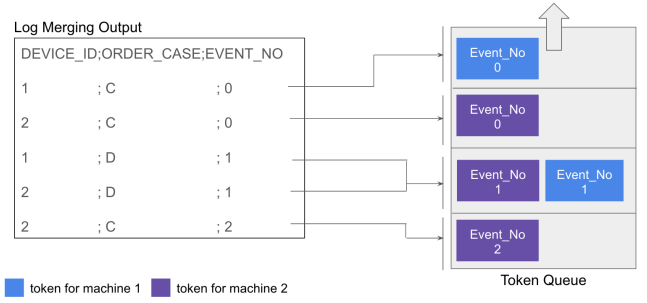 Log Merging Output
DEVICE_ID;ORDER_CASE;EVENT_NO
1 ; C ; 0
2 ; C ; 0
1 ; D ; 1
2 ; D ; 1
2 ; C ; 2
Event_No
0
Event_No
0
Event_No
1
Event_No
1
Event_No
2
Token Queue
token for machine 1
token for machine 2